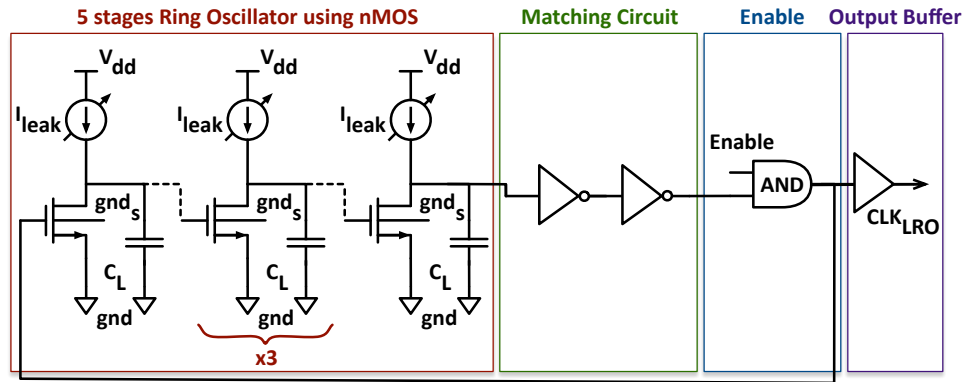 5 stages Ring Oscillator using nMOS
Matching Circuit
Enable
Output Buffer
Vdd
Vdd
Vdd
Ileak
Ileak
Ileak
Enable
AND
gnds
gnds
gnds
CLKLRO
CL
CL
CL
gnd
gnd
gnd
x3